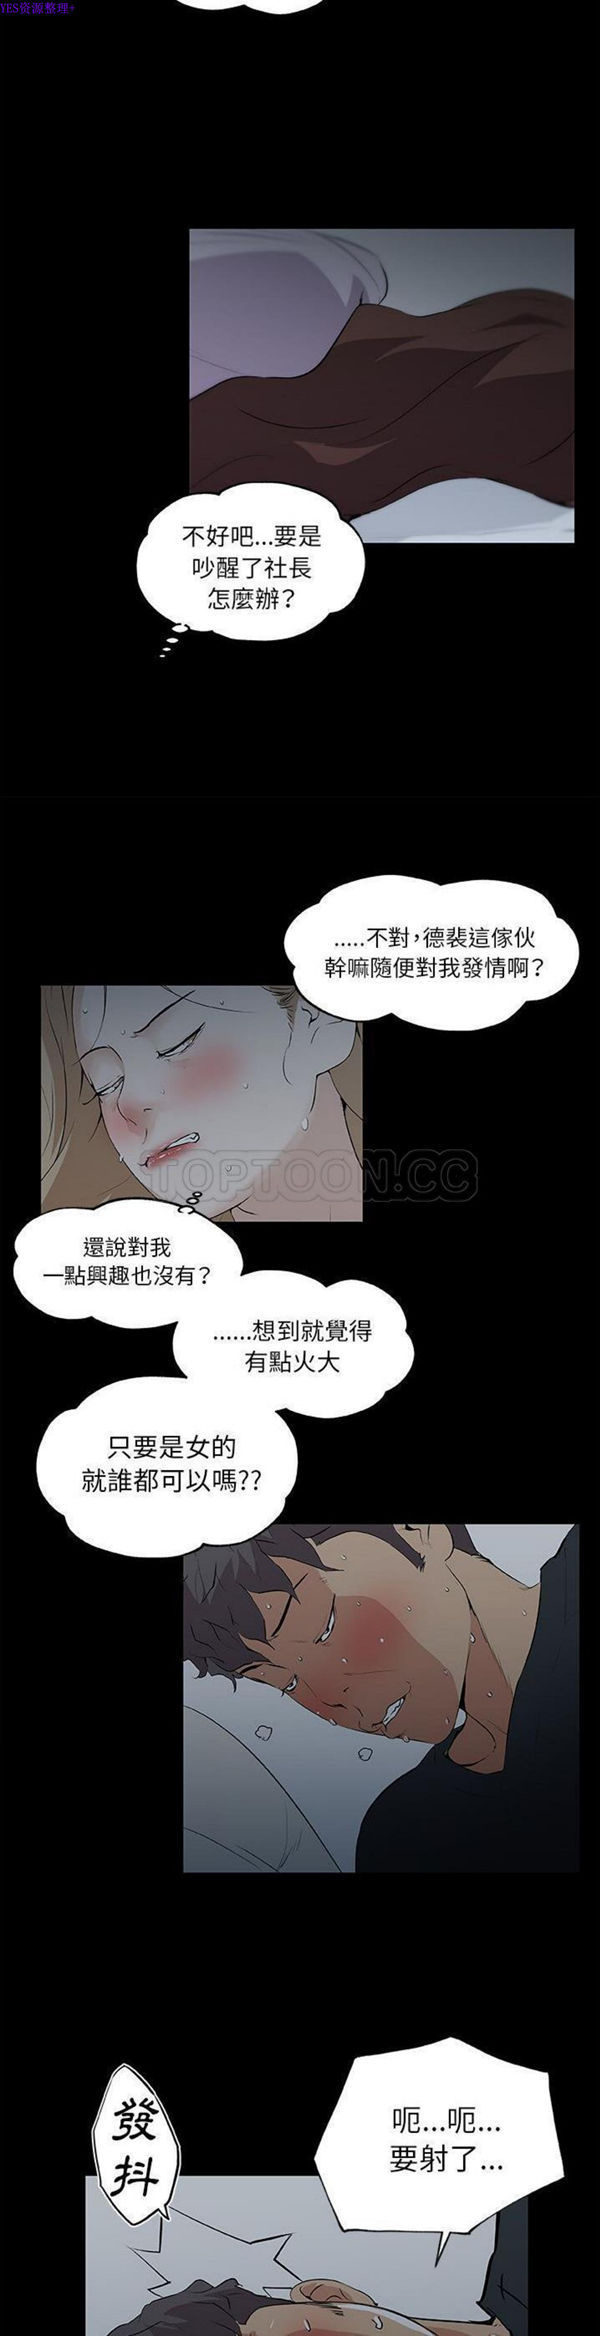 YES资源整理+
不好吧...要是
吵醒了社長
怎麼辦？
.....不對，德裴這傢伙
幹嘛隨便對我發情啊？
TOPTOON.CC
還說對我
一點興趣也沒有？
......想到就覺得
有點火大
只要是女的
就誰都可以嗎??
呃...呃...
要射了...
發
抖